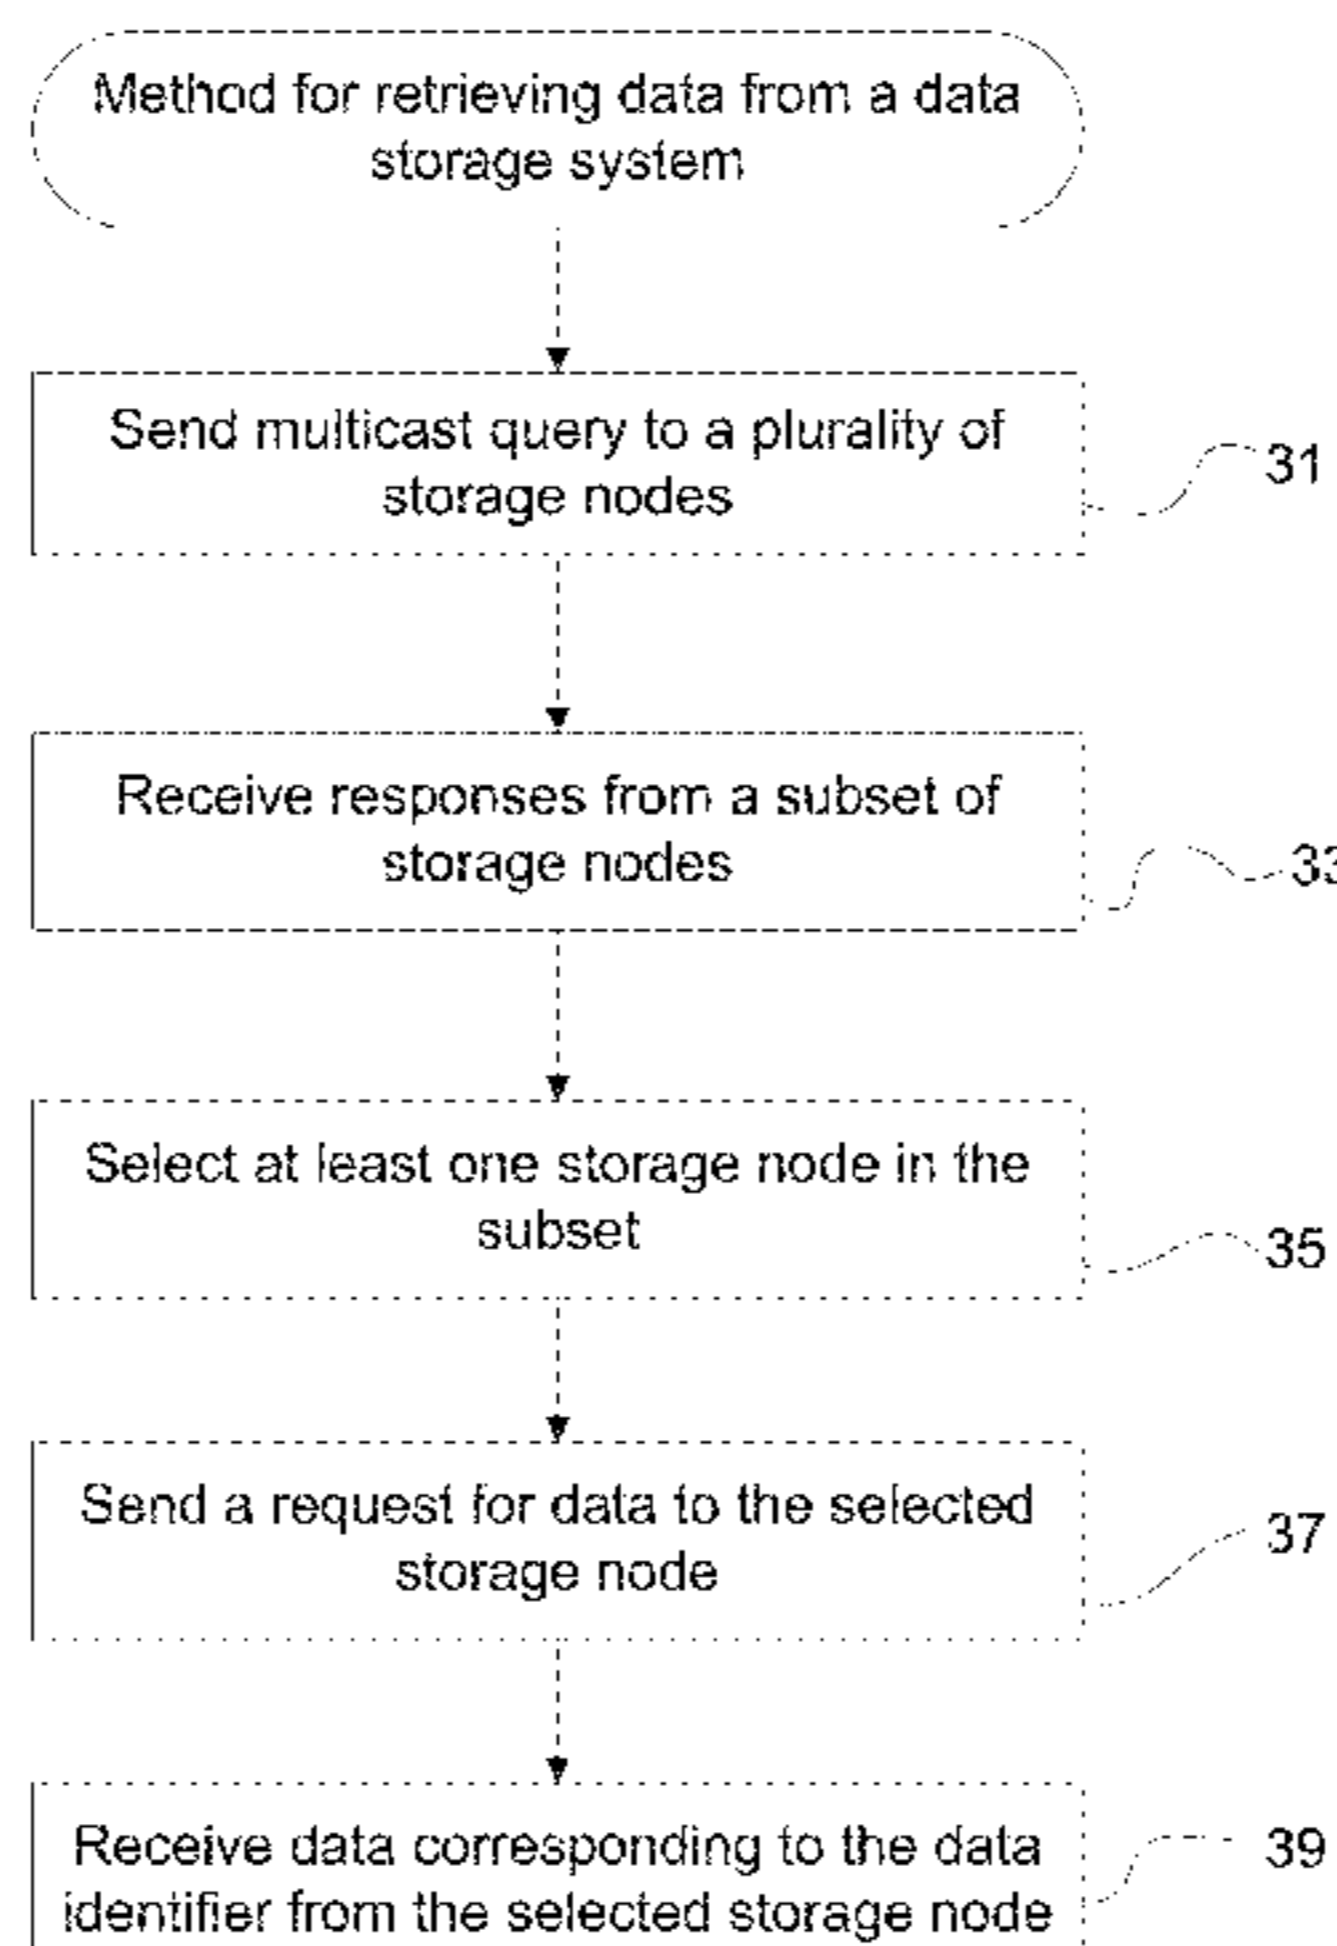 Method for retrieving data from a data
storage system
Send multicast query to a plurality of
storage nodes
31
Receive responses from a subset of
storage nodes
33
Select at least one storage node in the
subset
35
Send a request for data to the selected
storage node
37
Receive data corresponding to the data
identifier from the selected storage node
39